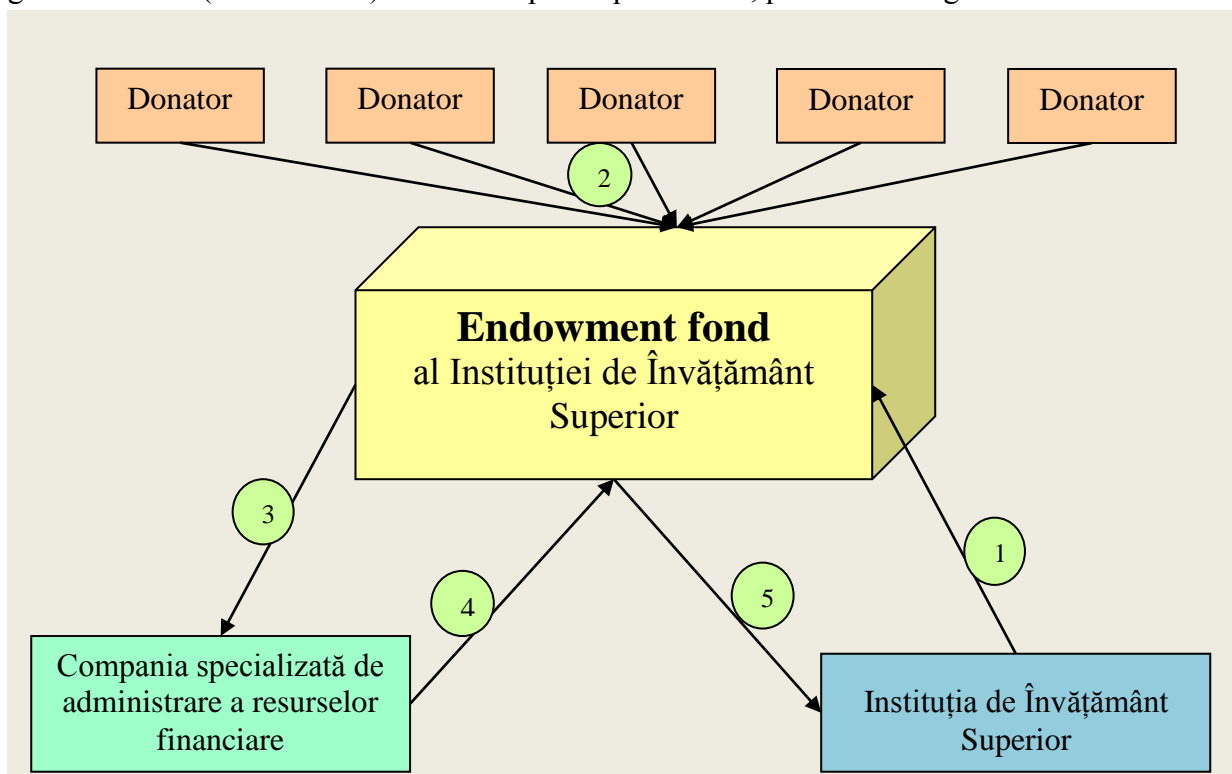 Donator
Donator
Donator
Donator
Donator
2
Endowment fond
al Instituției de Învățământ
Superior
3
1
4
5
Compania specializată de
administrare a resurselor
financiare
Instituția de Învățământ
Superior